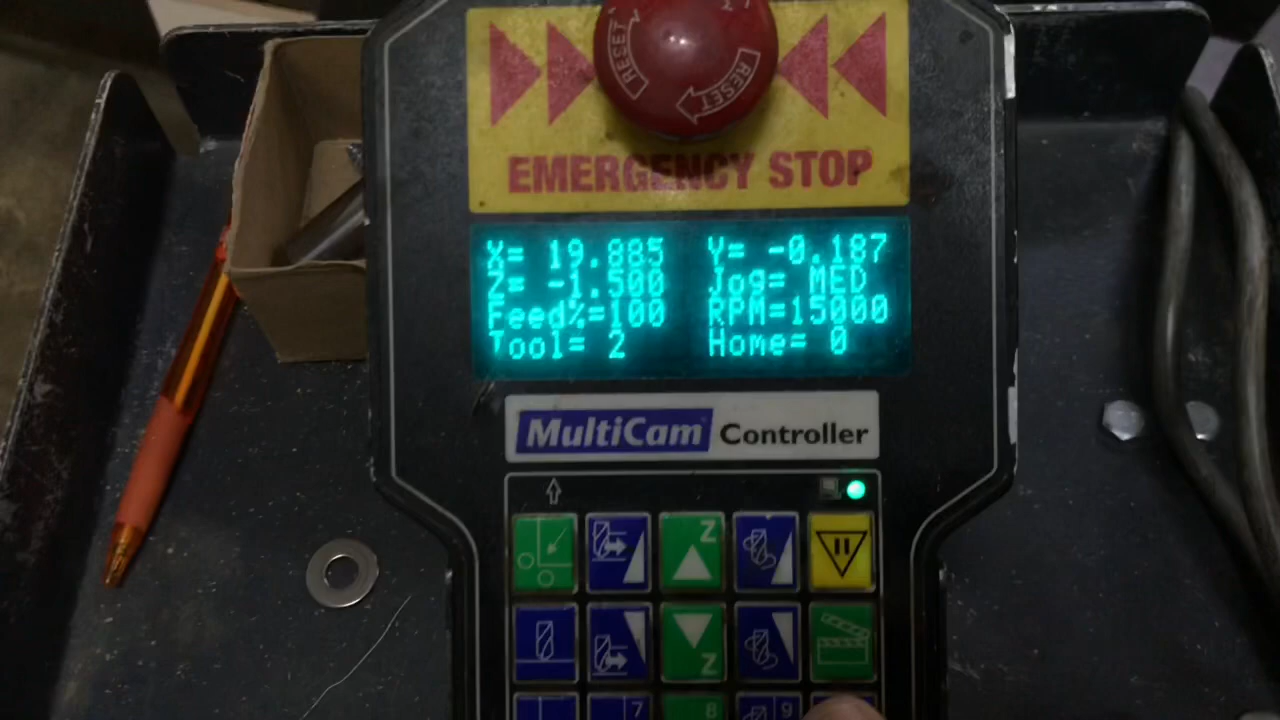 RESET
RESET
EMERGENCY STOP
X= 19.885 Y= -0.187
Z= -1.500 Jog= MED
Feed%=100 RPM=15000
Tool= 2 Home= 0
MultiCam Controller
Z
Z
7 8 9